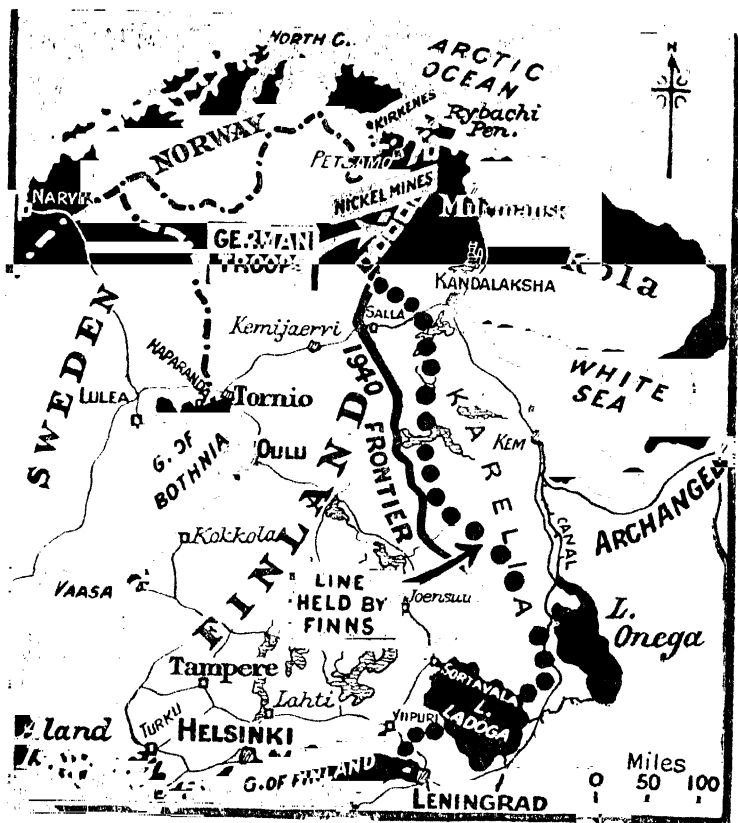 NORTH C.
ARCTIC
OCEAN
N
KIRKENES
Rybachi
Pen.
NORWAY
PETSAMO
NARVIK
NICKEL MINES
Murmansk
GERMAN
TROOPS
Kola
KANDALAKSHA
SALLA
Kemijaervi
SWEDEN
HAPARANDA
1940
FRONTIER
WHITE
SEA
LULEA
Tornio
KARELIA
KEM
G. OF
BOTHNIA
OULU
FINLAND
ARCHANGEL
CANAL
Kokkola
VAASA
LINE
HELD BY
FINNS
Joensuu
L.
Onega
Tampere
SORTAVALA
L.
LADOGA
Lahti
VIIPURI
TURKU
HELSINKI
G. OF FINLAND
LENINGRAD
Miles
0 50 100